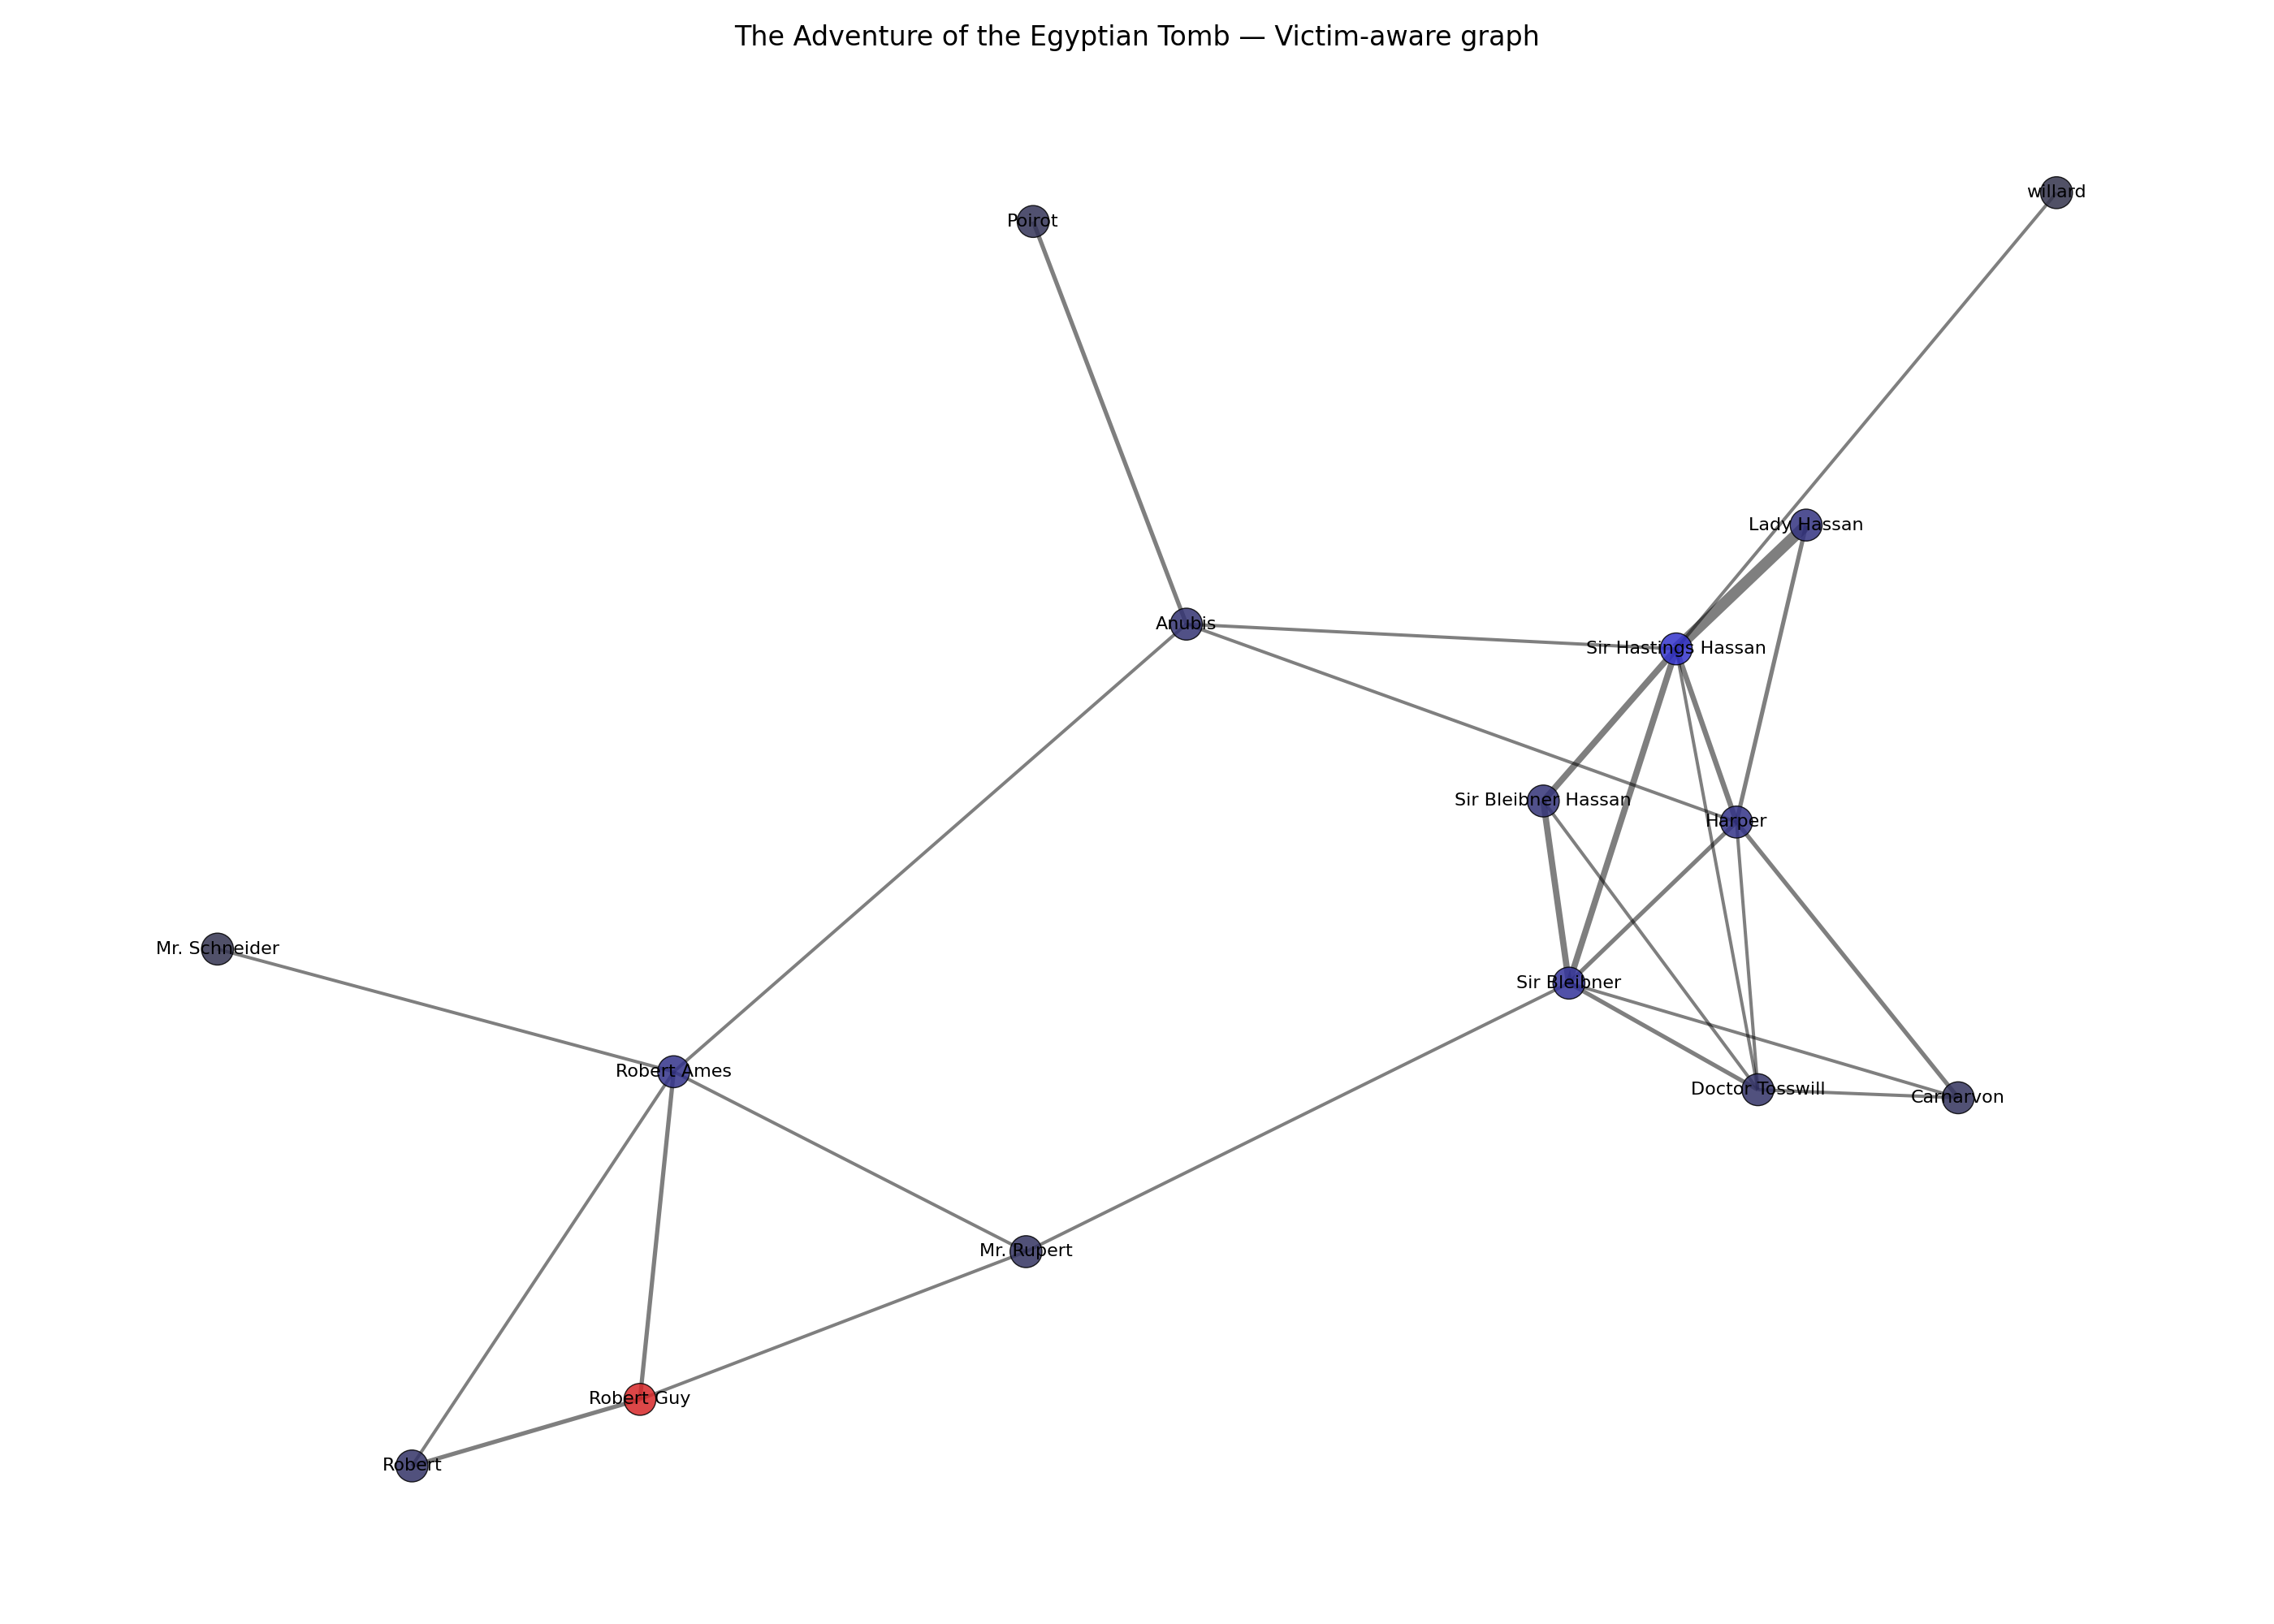 The Adventure of the Egyptian Tomb — Victim-aware graph
willard
Poirot
Lady Hassan
Anubis
Sir Hastings Hassan
Sir Bleibner Hassan
Harper
Mr. Schneider
Sir Bleibner
Robert Ames
Doctor Tosswill
Carnarvon
Mr. Rupert
Robert Guy
Robert